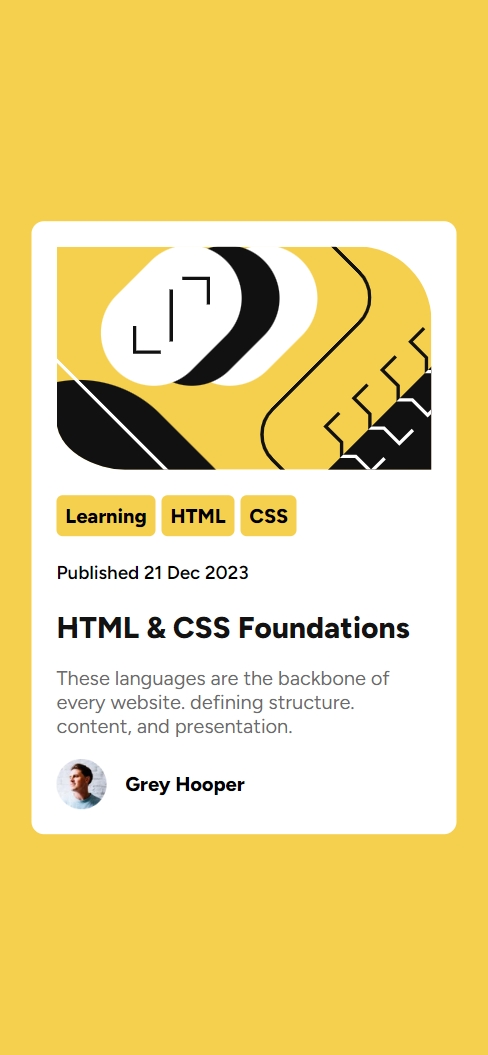 Learning HTML CSS
Published 21 Dec 2023
HTML & CSS Foundations
These languages are the backbone of
every website. defining structure.
content, and presentation.
Grey Hooper